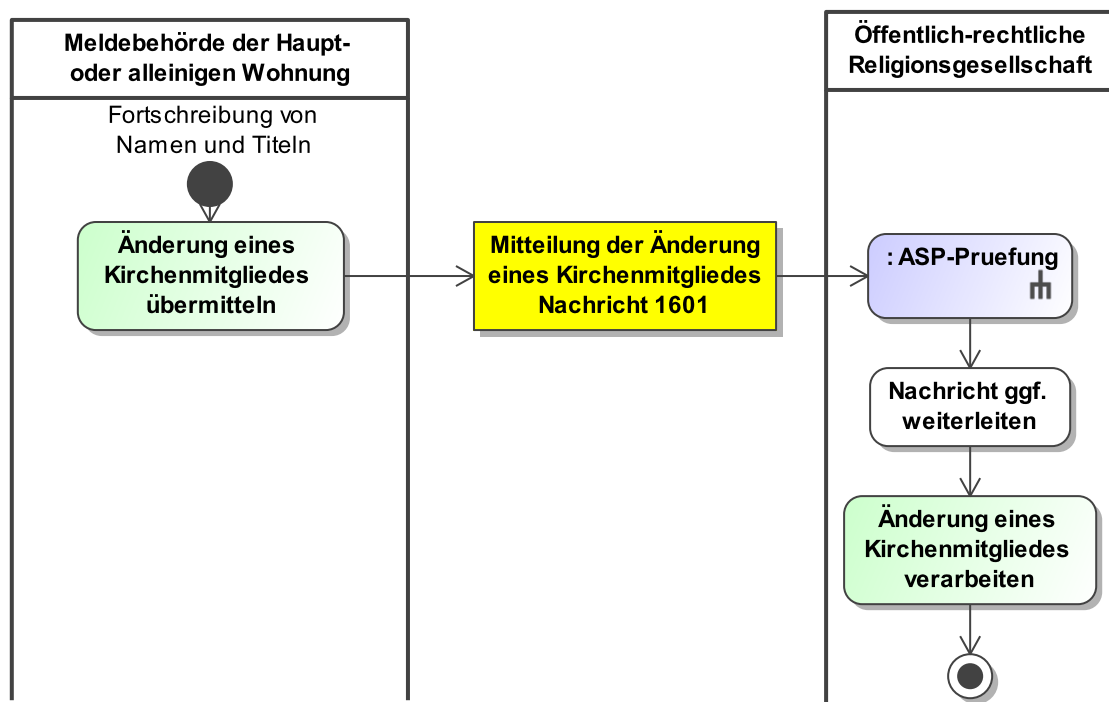 Meldebehörde der Haupt-
oder alleinigen Wohnung
Fortschreibung von
Namen und Titeln
Änderung eines
Kirchenmitgliedes
übermitteln
Mitteilung der Änderung
eines Kirchenmitgliedes
Nachricht 1601
Öffentlich-rechtliche
Religionsgesellschaft
: ASP-Pruefung
Nachricht ggf.
weiterleiten
Änderung eines
Kirchenmitgliedes
verarbeiten